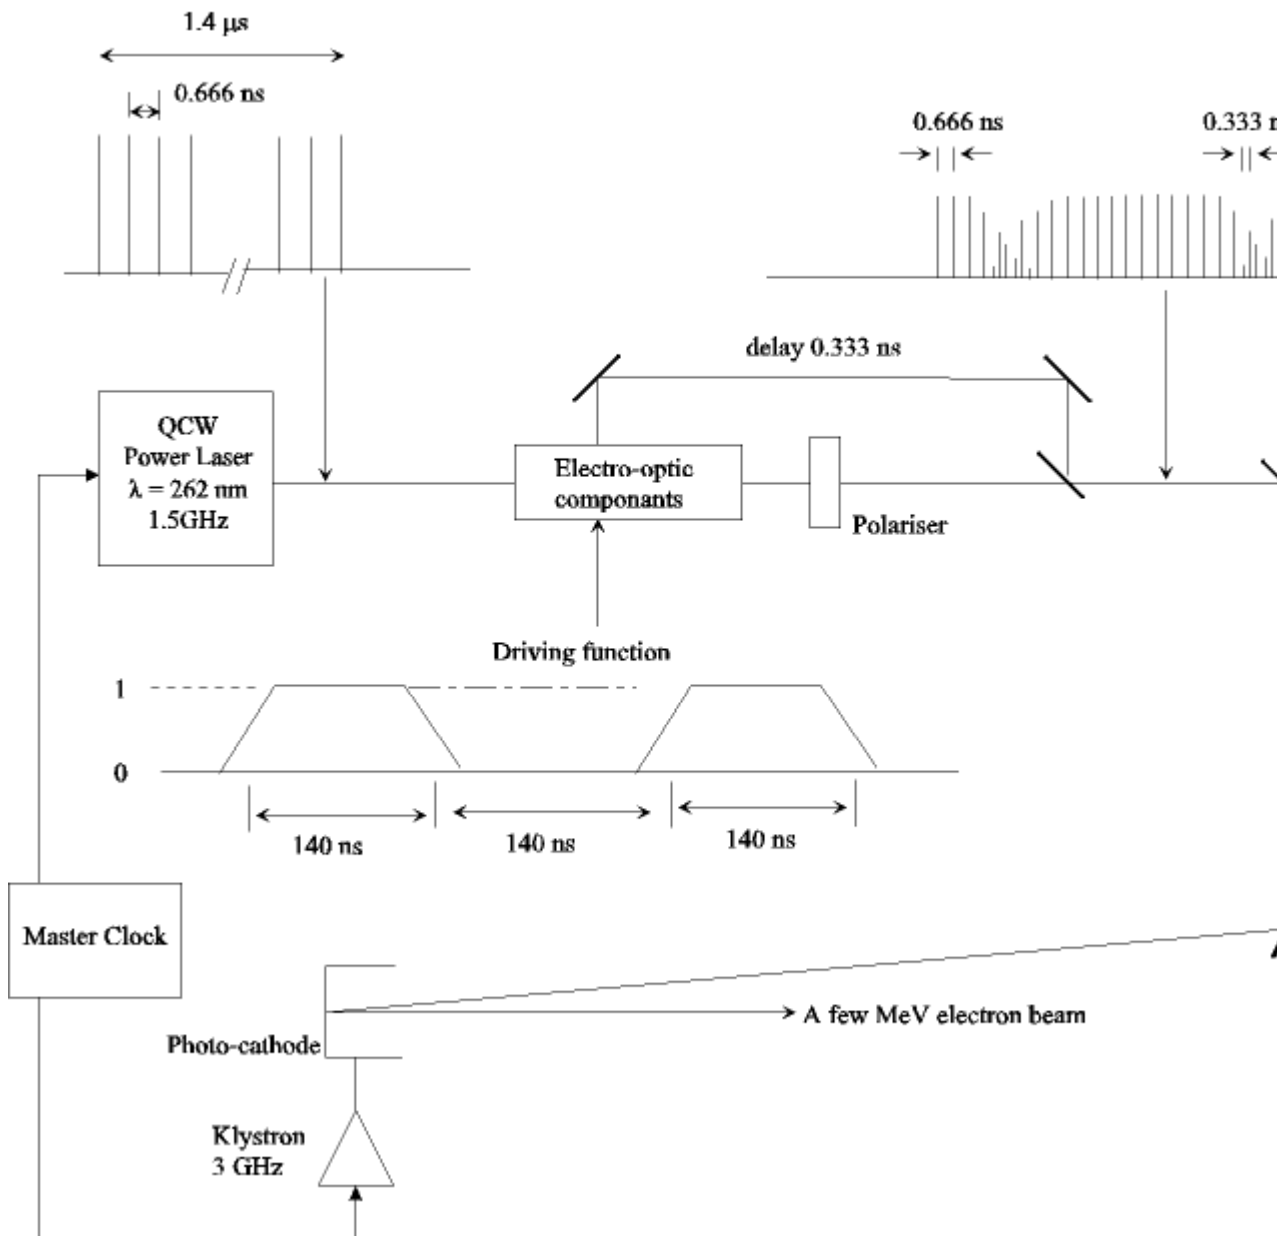 1.4 μs
0.666 ns
0.666 ns
0.333 n
delay 0.333 ns
QCW
Power Laser
λ = 262 nm
1.5GHz
Electro-optic
componants
Polariser
Driving function
1
0
140 ns
140 ns
140 ns
Master Clock
A few MeV electron beam
Photo-cathode
Klystron
3 GHz